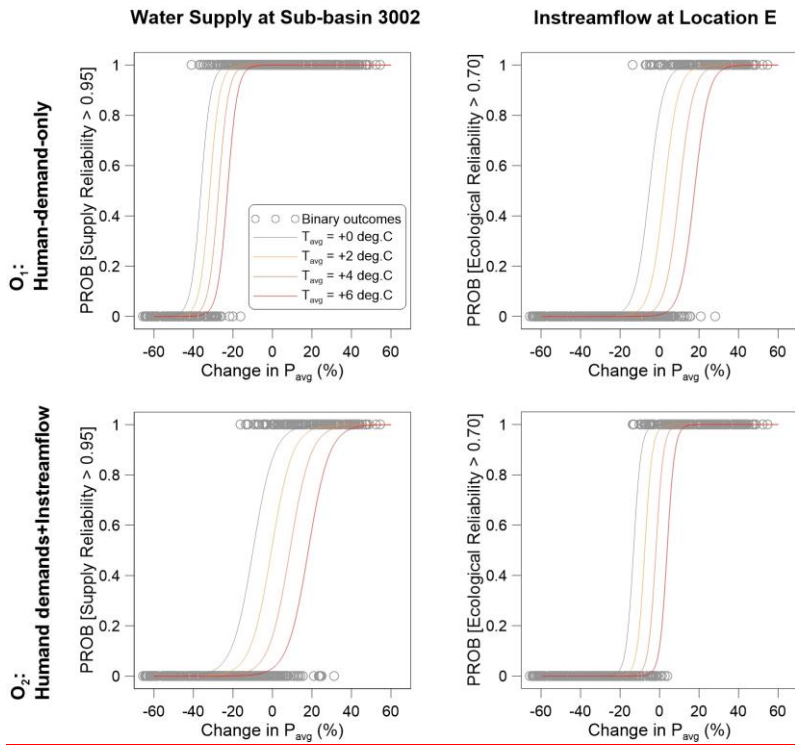 Water Supply at Sub-basin 3002
Instreamflow at Location E
O1:
Human-demand-only
PROB [Supply Reliability > 0.95]
1
0.8
0.6
0.4
0.2
0
-60 -40 -20 0 20 40 60
Change in Pavg (%)
Binary outcomes
Tavg = +0 deg.C
Tavg = +2 deg.C
Tavg = +4 deg.C
Tavg = +6 deg.C
PROB [Ecological Reliability > 0.70]
1
0.8
0.6
0.4
0.2
0
-60 -40 -20 0 20 40 60
Change in Pavg (%)
O2:
Humand demands+Instreamflow
PROB [Supply Reliability > 0.95]
1
0.8
0.6
0.4
0.2
0
-60 -40 -20 0 20 40 60
Change in Pavg (%)
PROB [Ecological Reliability > 0.70]
1
0.8
0.6
0.4
0.2
0
-60 -40 -20 0 20 40 60
Change in Pavg (%)